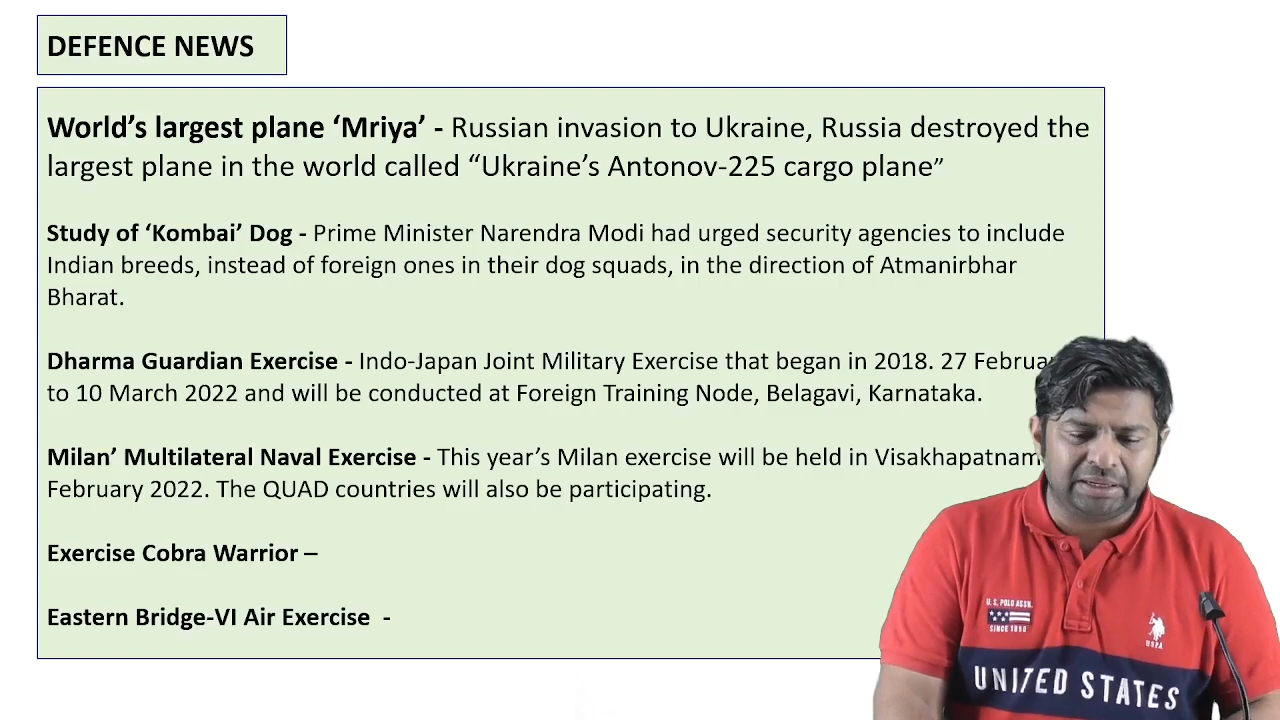 DEFENCE NEWS
World’s largest plane ‘Mriya’ - Russian invasion to Ukraine, Russia destroyed the
largest plane in the world called “Ukraine’s Antonov-225 cargo plane”
Study of ‘Kombai’ Dog - Prime Minister Narendra Modi had urged security agencies to include
Indian breeds, instead of foreign ones in their dog squads, in the direction of Atmanirbhar
Bharat.
Dharma Guardian Exercise - Indo-Japan Joint Military Exercise that began in 2018. 27
to 10 March 2022 and will be conducted at Foreign Training Node, Belagavi, Karnataka.
Milan’ Multilateral Naval Exercise - This year’s Milan exercise will be held in Visakhapatnam
February 2022. The QUAD countries will also be participating.
Exercise Cobra Warrior –
Eastern Bridge-VI Air Exercise -
U.S. POLO ASSN.
SINCE 1890
USPA
UNITED STATES